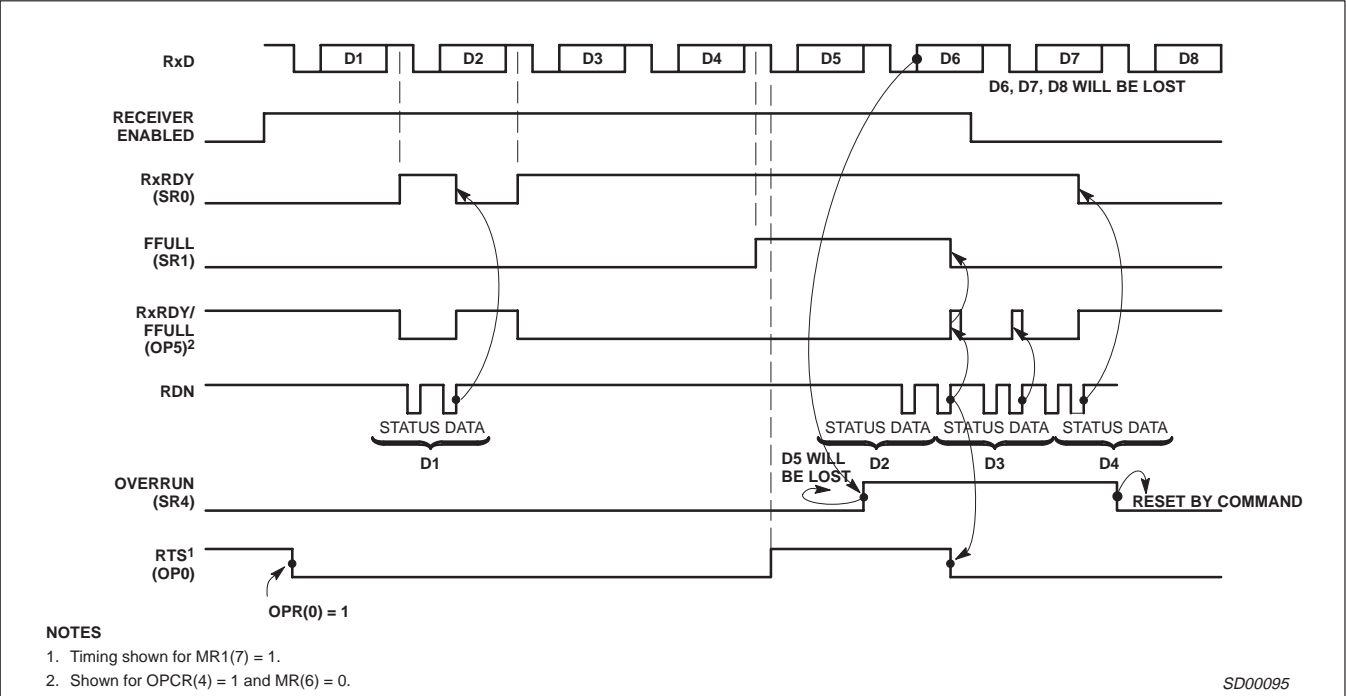 RxD
D1
D2
D3
D4
D5
D6
D7
D8
D6, D7, D8 WILL BE LOST
RECEIVER
ENABLED
RxRDY
(SR0)
FFULL
(SR1)
RxRDY/
FFULL
(OP5)2
RDN
STATUS DATA
STATUS DATA
STATUS DATA
STATUS DATA
D1
D5 WILL
BE LOST
D2
D3
D4
OVERRUN
(SR4)
RESET BY COMMAND
RTS1
(OP0)
OPR(0) = 1
NOTES
1. Timing shown for MR1(7) = 1.
2. Shown for OPCR(4) = 1 and MR(6) = 0.
SD00095